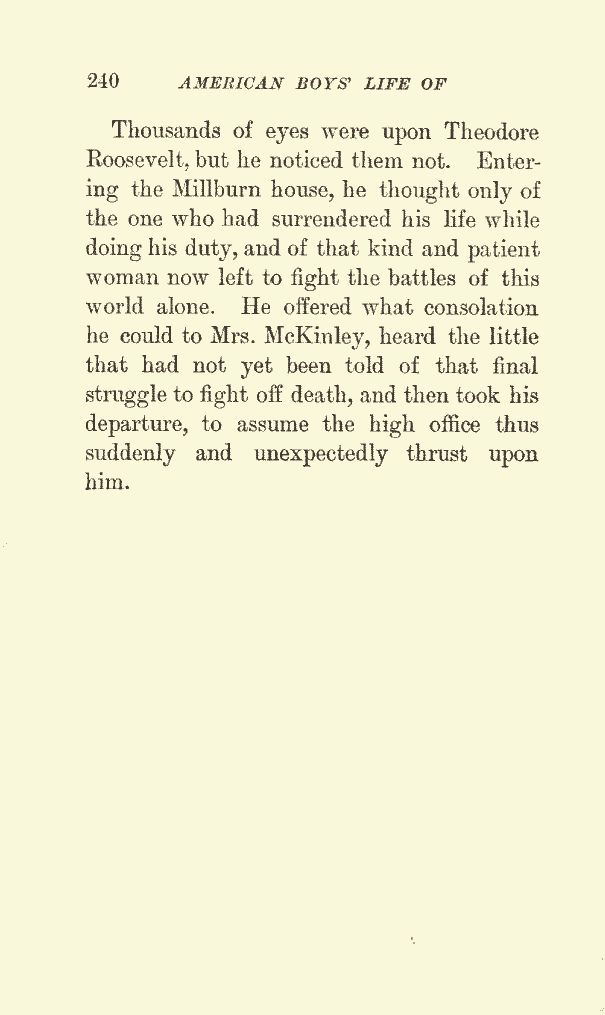 240 AMERICAN BOYS' LIFE OF
Thousands of eyes were upon Theodore
Roosevelt, but he noticed them not. Enter-
ing the Millburn house, he thought only of
the one who had surrendered his life while
doing his duty, and of that kind and patient
woman now left to fight the battles of this
world alone. He offered what consolation
he could to Mrs. McKinley, heard the little
that had not yet been told of that final
struggle to fight off death, and then took his
departure, to assume the high office thus
suddenly and unexpectedly thrust upon
him.